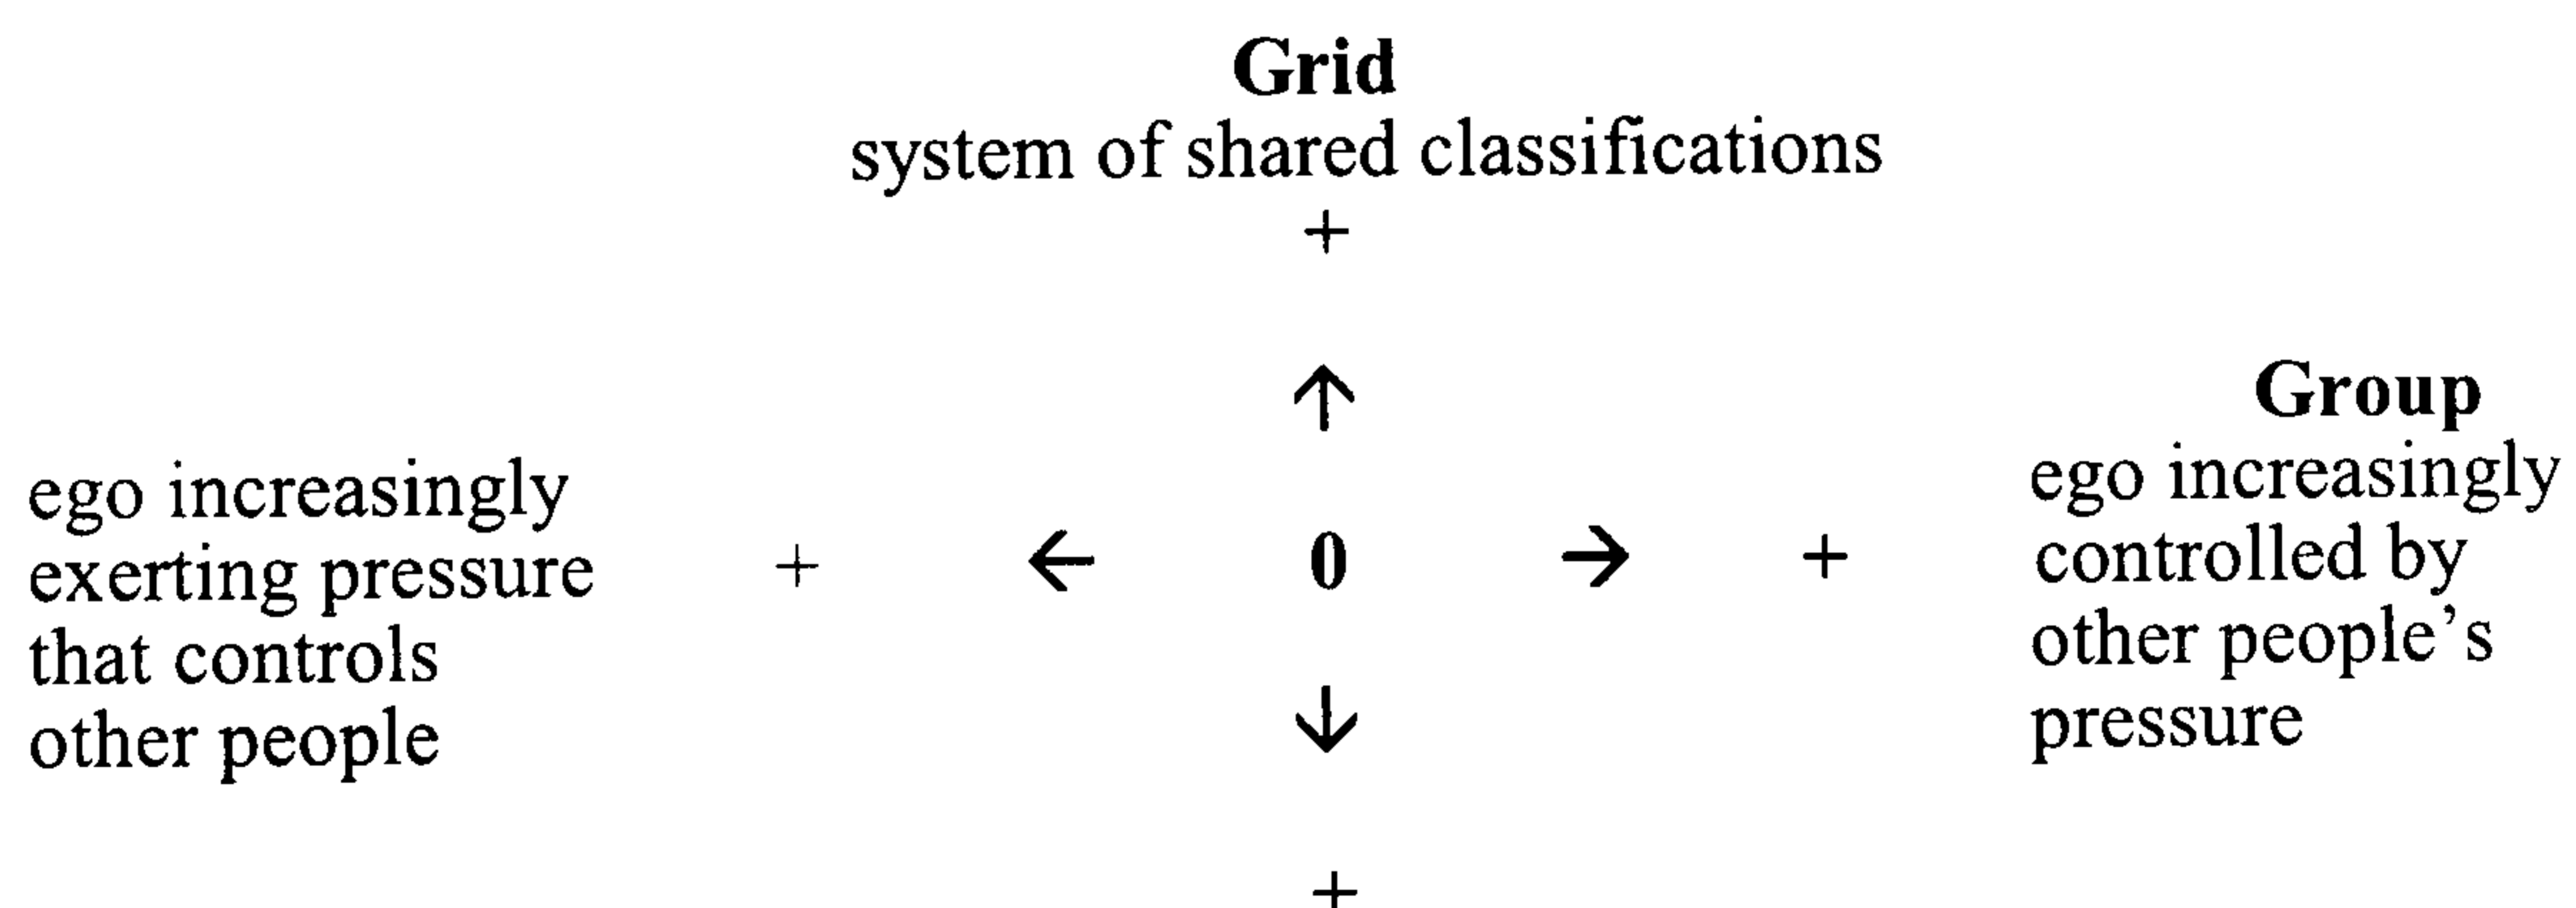 Grid
system of shared classifications
+
↑
Group
ego increasingly
exerting pressure
that controls
other people
+ ← 0 → +
ego increasingly
controlled by
other people’s
pressure
↓
+